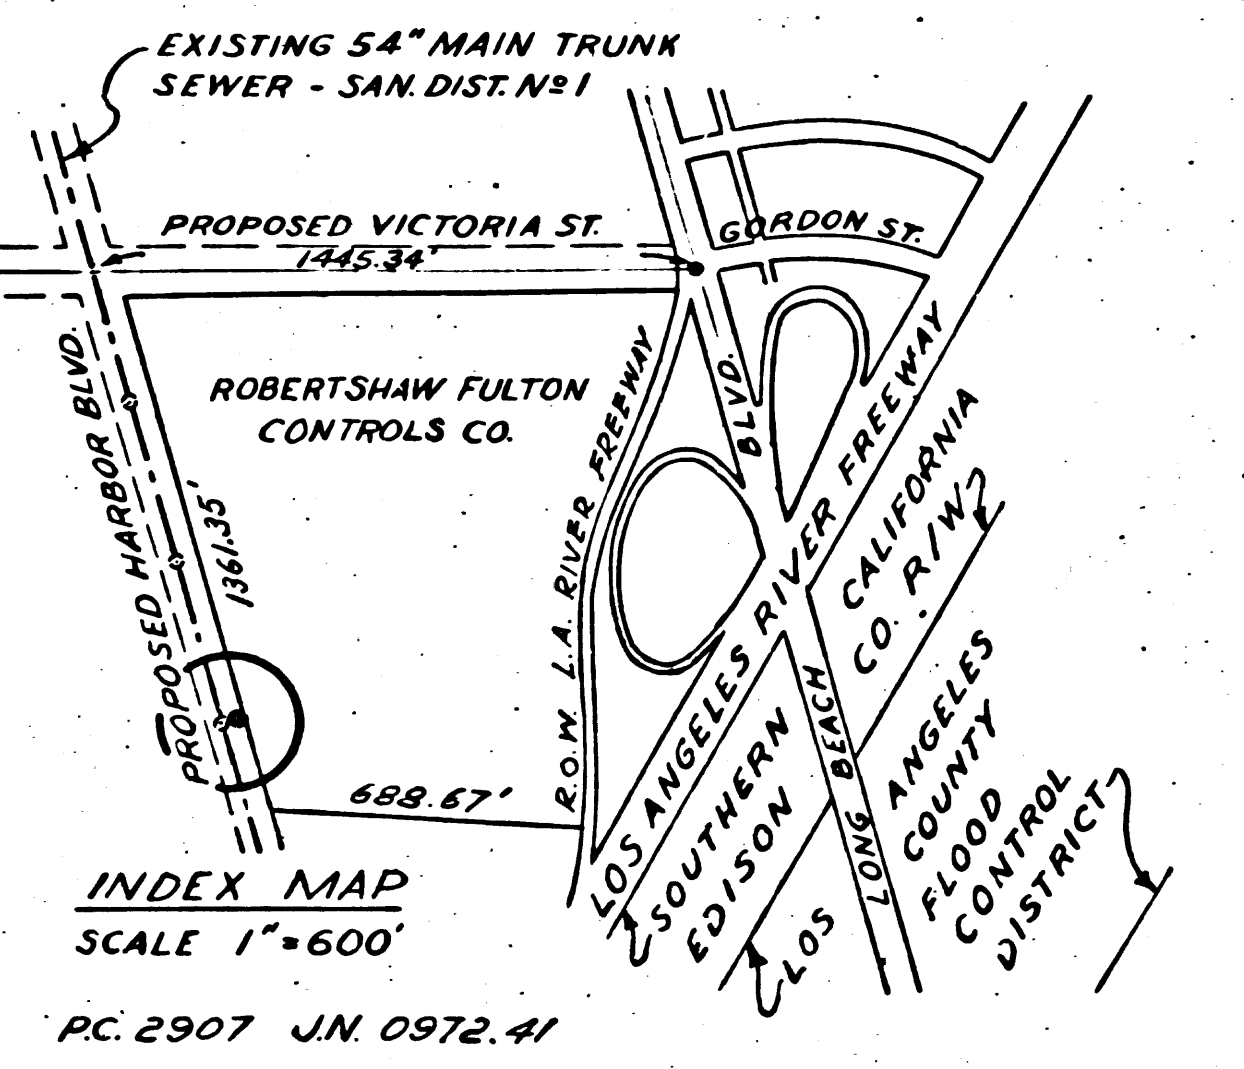 EXISTING 54" MAIN TRUNK
SEWER - SAN. DIST. Nº 1
PROPOSED VICTORIA ST.
1445.34'
GORDON ST.
PROPOSED HARBOR BLVD.
ROBERTSHAW FULTON
CONTROLS CO.
1361.35'
R.O.W. L.A. RIVER FREEWAY
LONG BEACH BLVD.
LOS ANGELES RIVER FREEWAY
SOUTHERN CALIFORNIA
EDISON CO. R/W
LOS ANGELES
COUNTY
FLOOD
CONTROL
DISTRICT
688.67'
INDEX MAP
SCALE 1"=600'
P.C. 2907 J.N. 0972.41